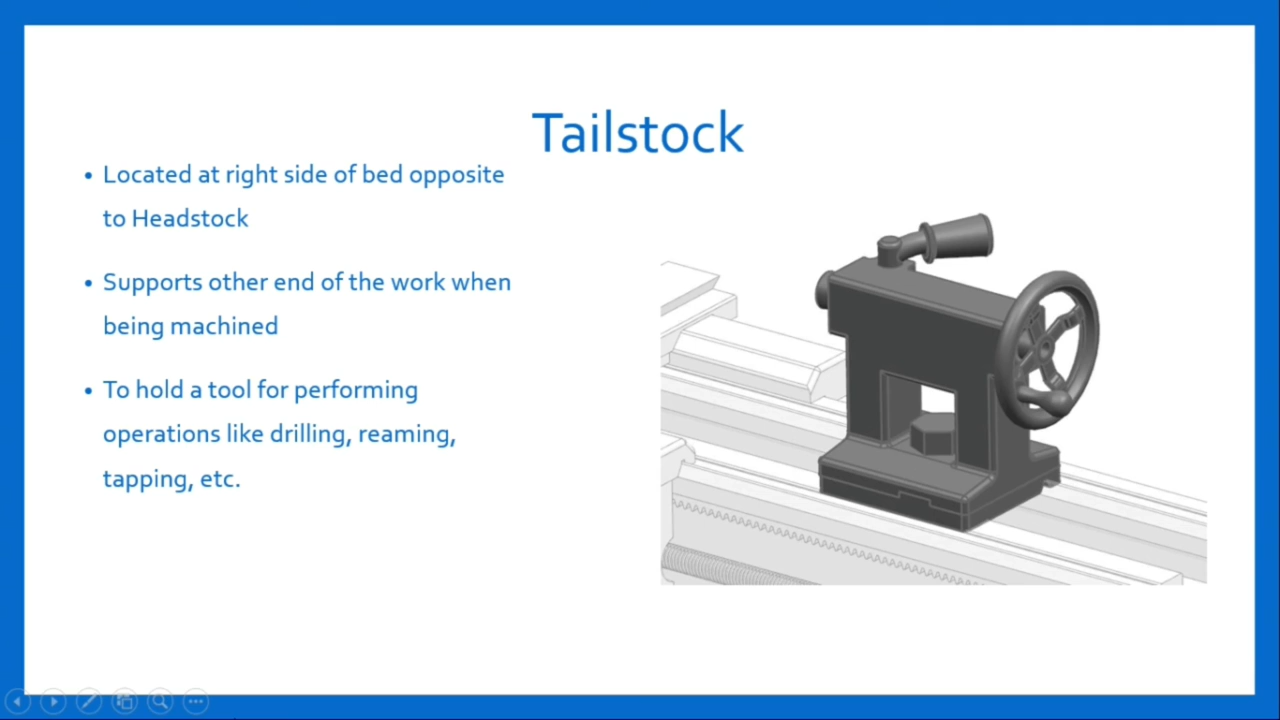 Tailstock
• Located at right side of bed opposite
to Headstock
• Supports other end of the work when
being machined
• To hold a tool for performing
operations like drilling, reaming,
tapping, etc.